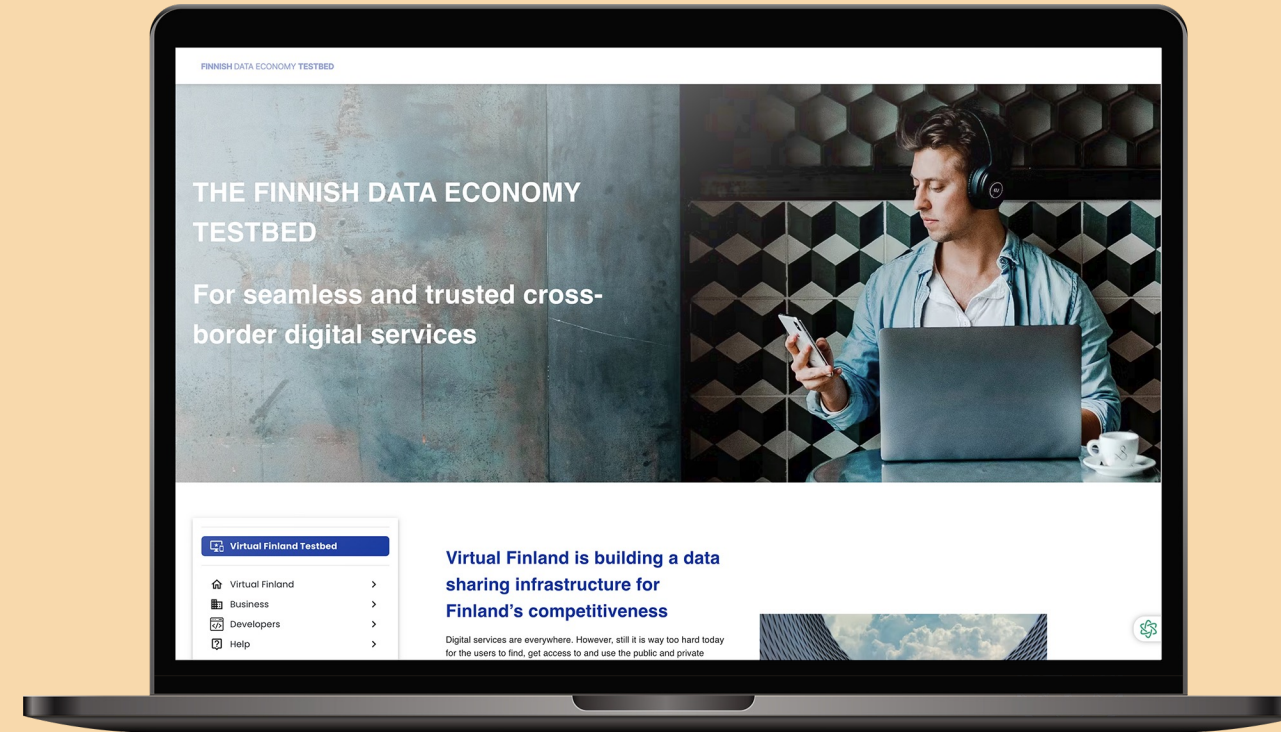 FINNISH DATA ECONOMY TESTBED
THE FINNISH DATA ECONOMY
TESTBED
For seamless and trusted cross-
border digital services
Virtual Finland Testbed
Virtual Finland
Business
Developers
Help
Virtual Finland is building a data
sharing infrastructure for
Finland’s competitiveness
Digital services are everywhere. However, still it is way too hard today
for the users to find, get access to and use the public and private